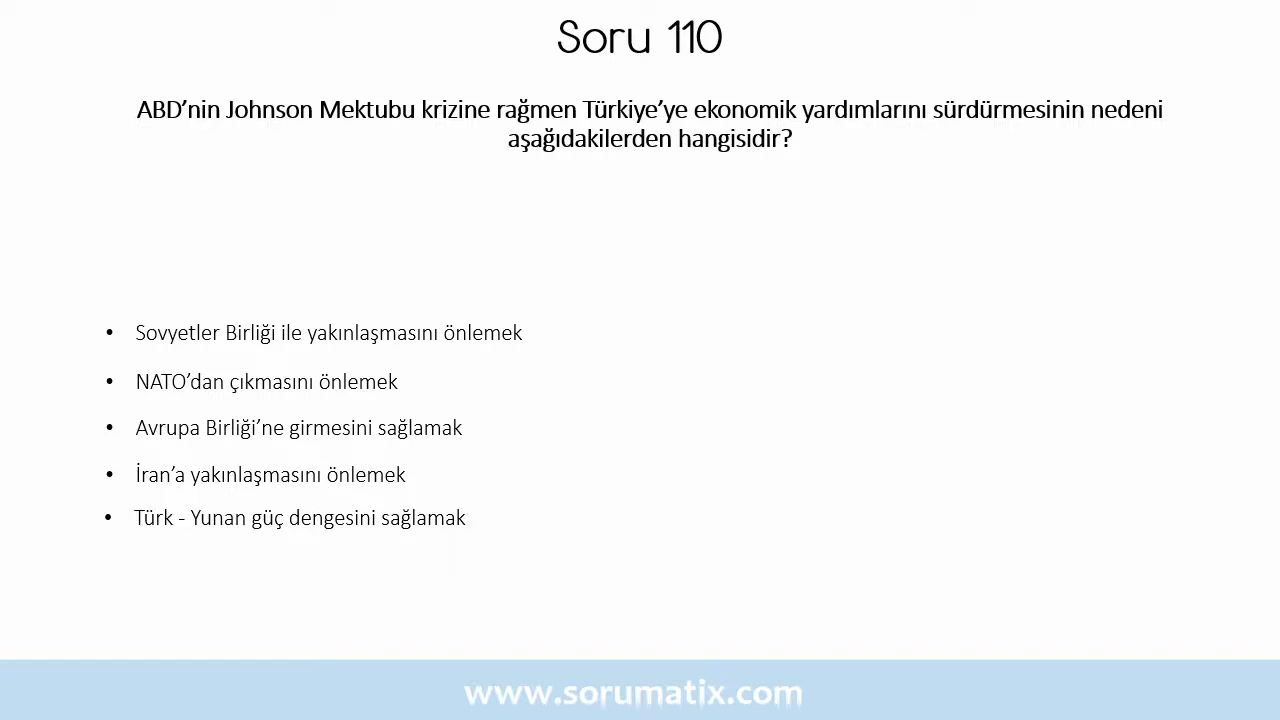 Soru 110
ABD’nin Johnson Mektubu krizine rağmen Türkiye’ye ekonomik yardımlarını sürdürmesinin nedeni
aşağıdakilerden hangisidir?
• Sovyetler Birliği ile yakınlaşmasını önlemek
• NATO’dan çıkmasını önlemek
• Avrupa Birliği’ne girmesini sağlamak
• İran’a yakınlaşmasını önlemek
• Türk - Yunan güç dengesini sağlamak
www.sorumatix.com